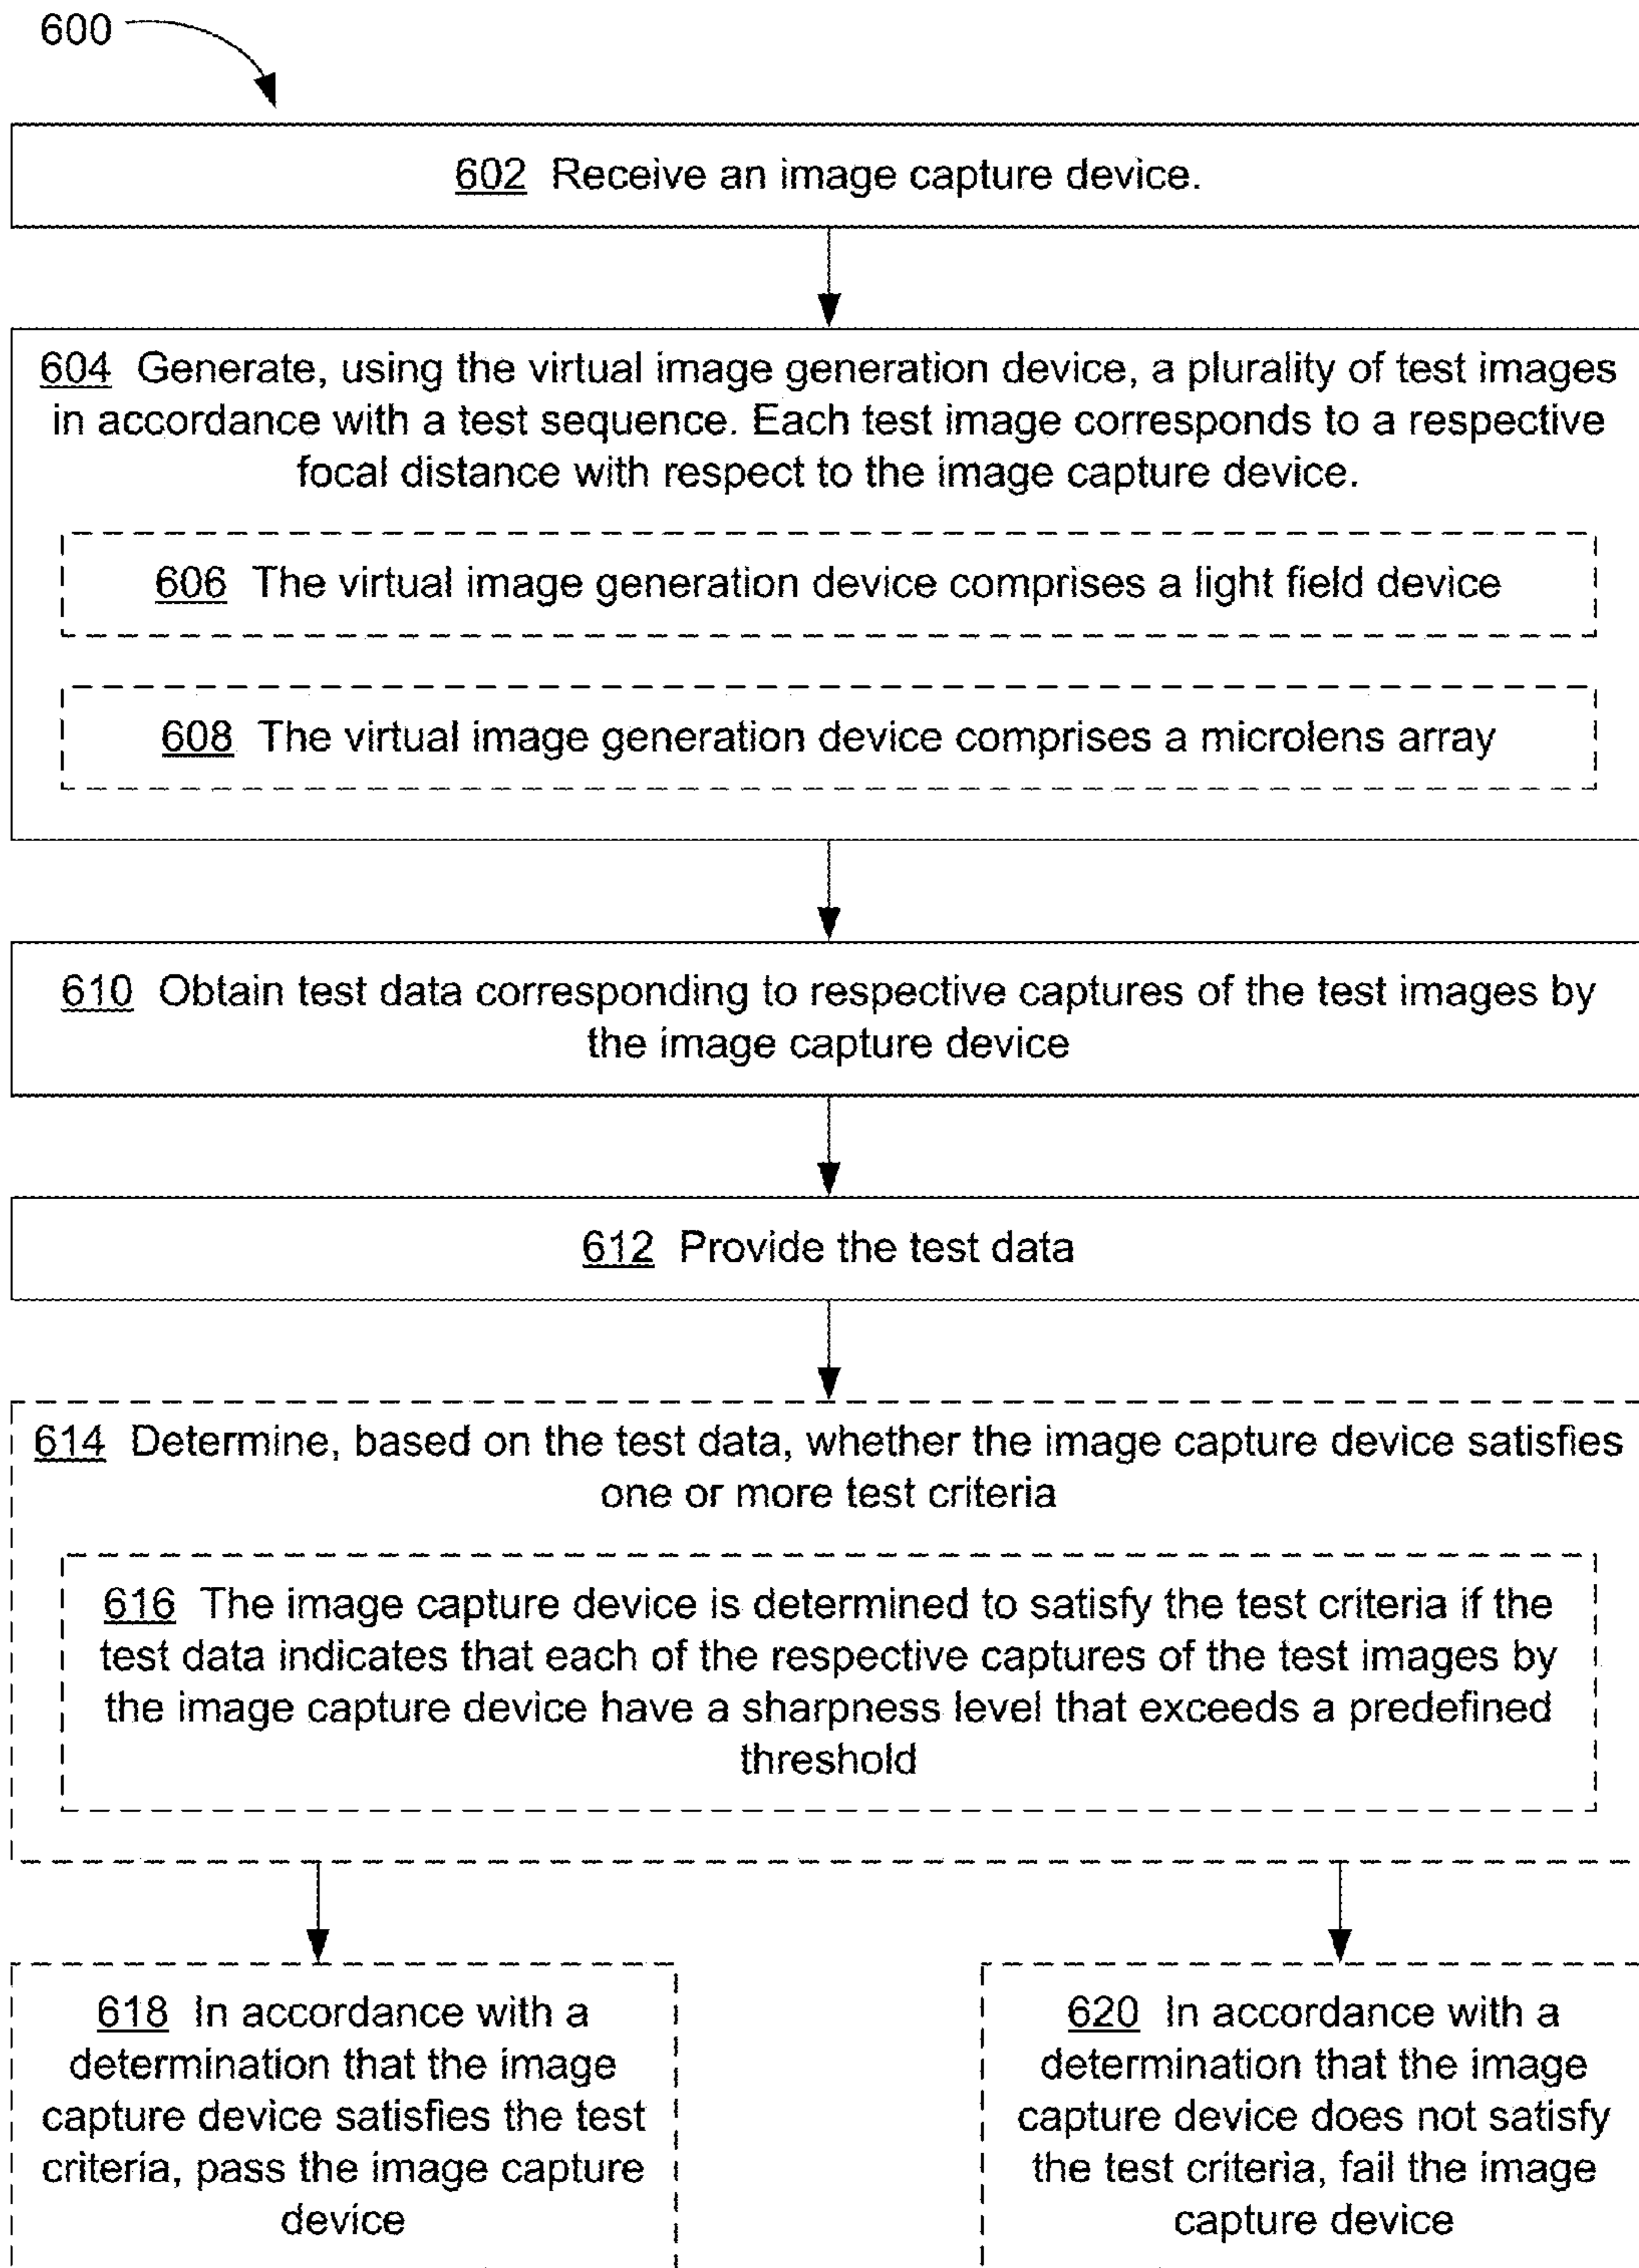 600
602 Receive an image capture device.
604 Generate, using the virtual image generation device, a plurality of test images
in accordance with a test sequence. Each test image corresponds to a respective
focal distance with respect to the image capture device.
606 The virtual image generation device comprises a light field device
608 The virtual image generation device comprises a microlens array
610 Obtain test data corresponding to respective captures of the test images by
the image capture device
612 Provide the test data
614 Determine, based on the test data, whether the image capture device satisfies
one or more test criteria
616 The image capture device is determined to satisfy the test criteria if the
test data indicates that each of the respective captures of the test images by
the image capture device have a sharpness level that exceeds a predefined
threshold
618 In accordance with a
determination that the image
capture device satisfies the test
criteria, pass the image capture
device
620 In accordance with a
determination that the image
capture device does not satisfy
the test criteria, fail the image
capture device